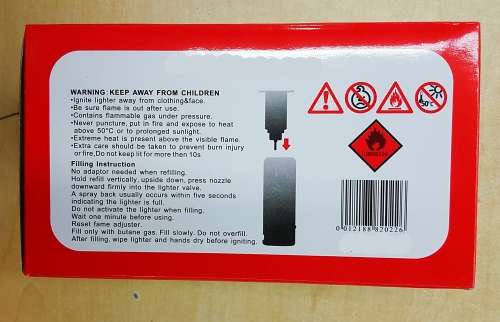 WARNING:KEEP AWAY FROM CHILDREN
•Ignite lighter away from clothing&face.
•Be sure flame is out after use.
•Contains flammable gas under pressure.
•Never puncture, put in fire and expose to heat
above 50°C or to prolonged sunlight.
•Extreme heat is present above the visible flame.
•Extra care should be taken to prevent burn injury
or fire,Do not keep lit for more then 10s
Filling Instruction
No adaptor needed when refilling.
Hold refill vertically, upside down, press nozzle
downward firmly into the lighter valve.
A spray back usually occurs within five seconds
indicating the lighter is full.
Do not activate the lighter when filling.
Wait one minute before using.
Reset fame adjuster.
Fill only with butane gas. Fill slowly. Do not overfill.
After filling, wipe lighter and hands dry before igniting.
50°C
0 012188 820226